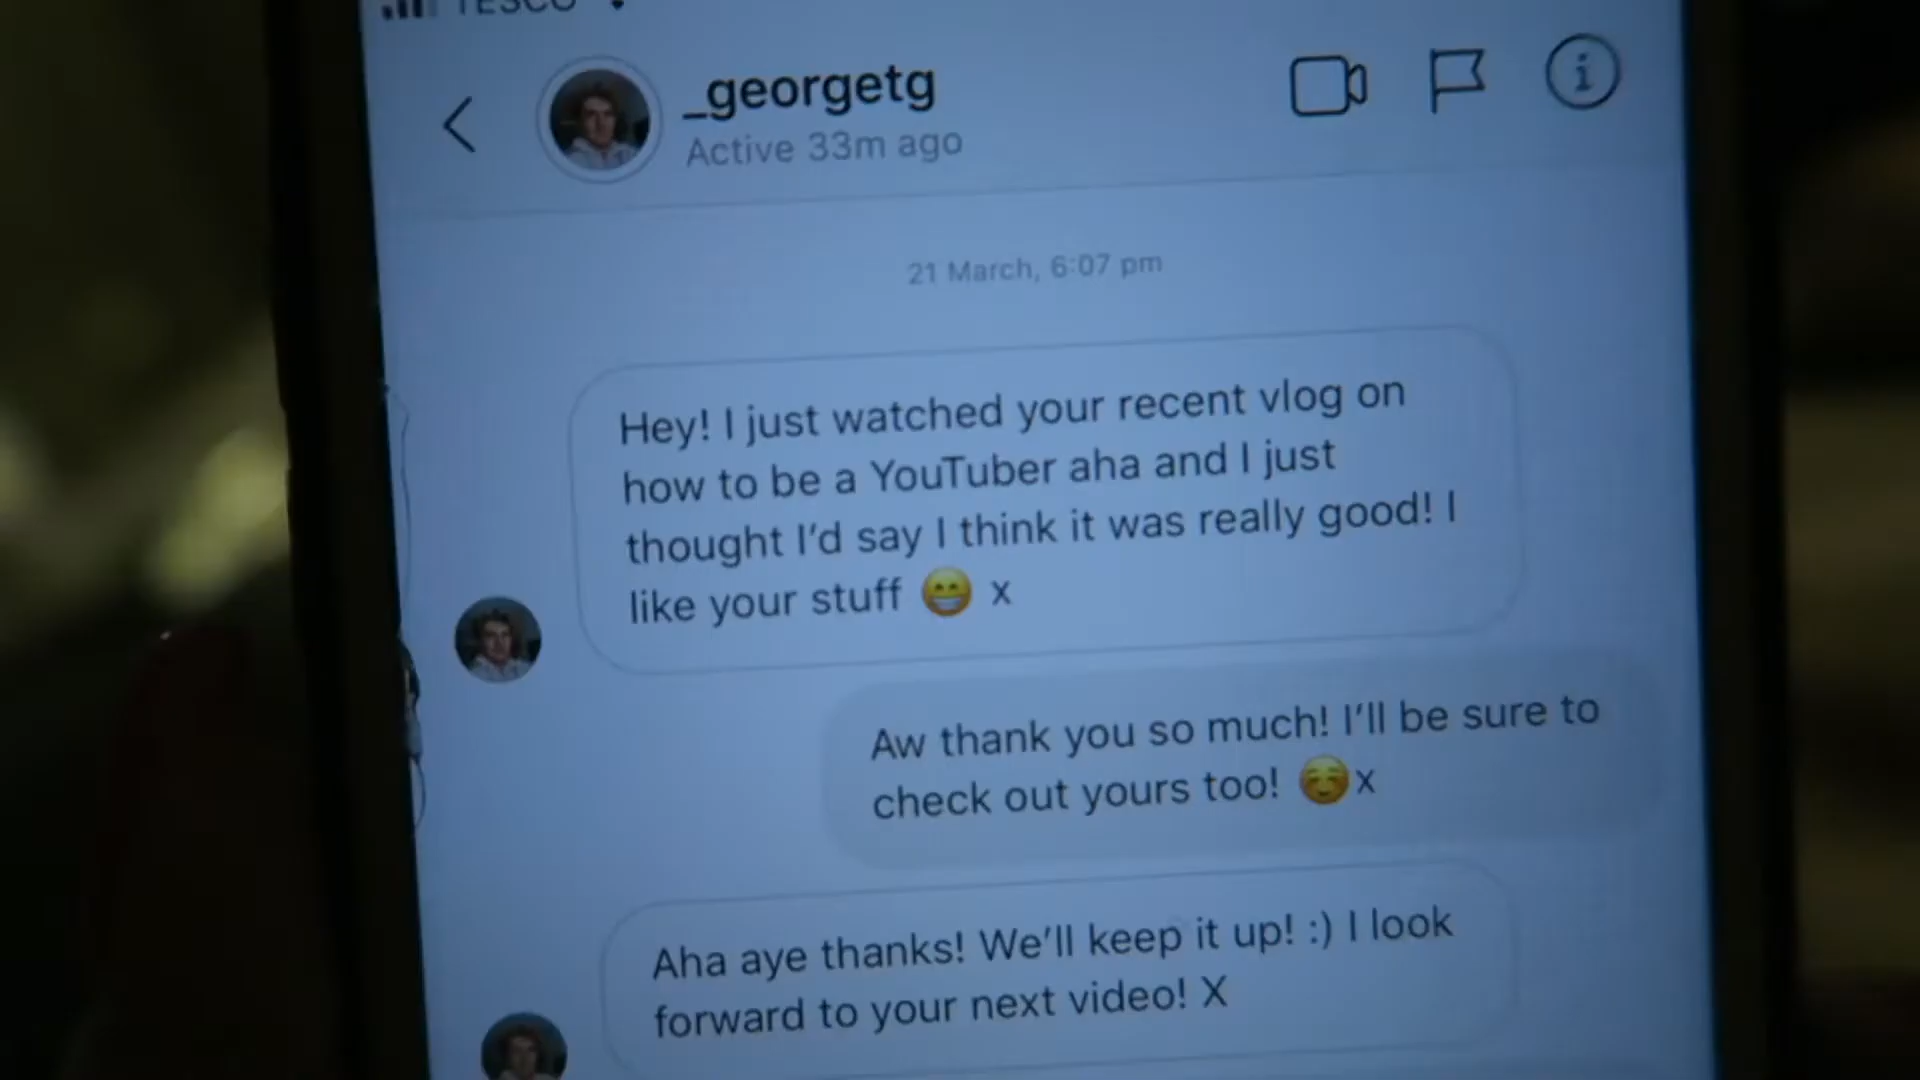 TESCO
_georgetg
Active 33m ago
21 March, 6:07 pm
Hey! I just watched your recent vlog on
how to be a YouTuber aha and I just
thought I'd say I think it was really good! I
like your stuff 😁 x
Aw thank you so much! I'll be sure to
check out yours too! ☺️x
Aha aye thanks! We'll keep it up! :) I look
forward to your next video! X